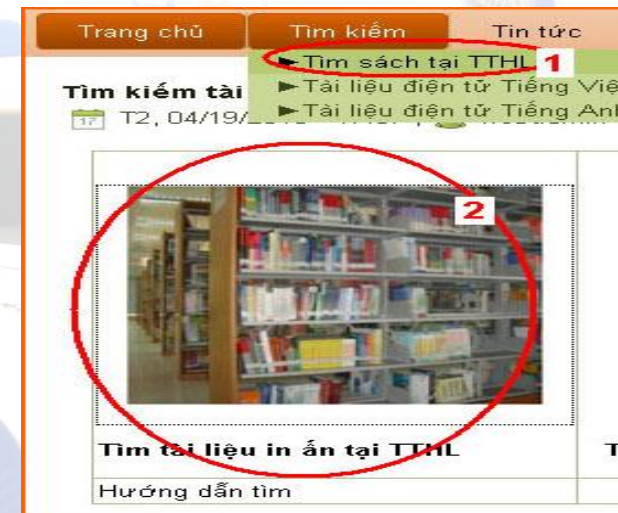 Trang chủ Tìm kiếm Tin tức
►Tìm sách tại TTHL 1
►Tài liệu điện tử Tiếng
Tìm kiếm tài
►Tài liệu điện tử Tiếng
T2, 04/19/
2
Tìm tài liệu in ấn tại TTHL
Hướng dẫn tìm